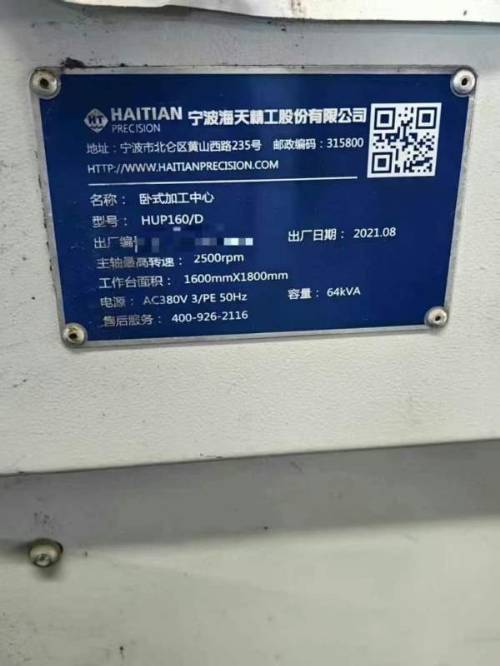 HT HAITIAN PRECISION 宁波海天精工股份有限公司
地址：宁波市北仑区黄山西路235号 邮政编码：315800
HTTP://WWW.HAITIANPRECISION.COM
名称： 卧式加工中心
型号： HUP160/D
出厂编 出厂日期： 2021.08
主轴最高转速： 2500rpm
工作台面积： 1600mmX1800mm
电源： AC380V 3/PE 50Hz 容量： 64kVA
售后服务： 400-926-2116